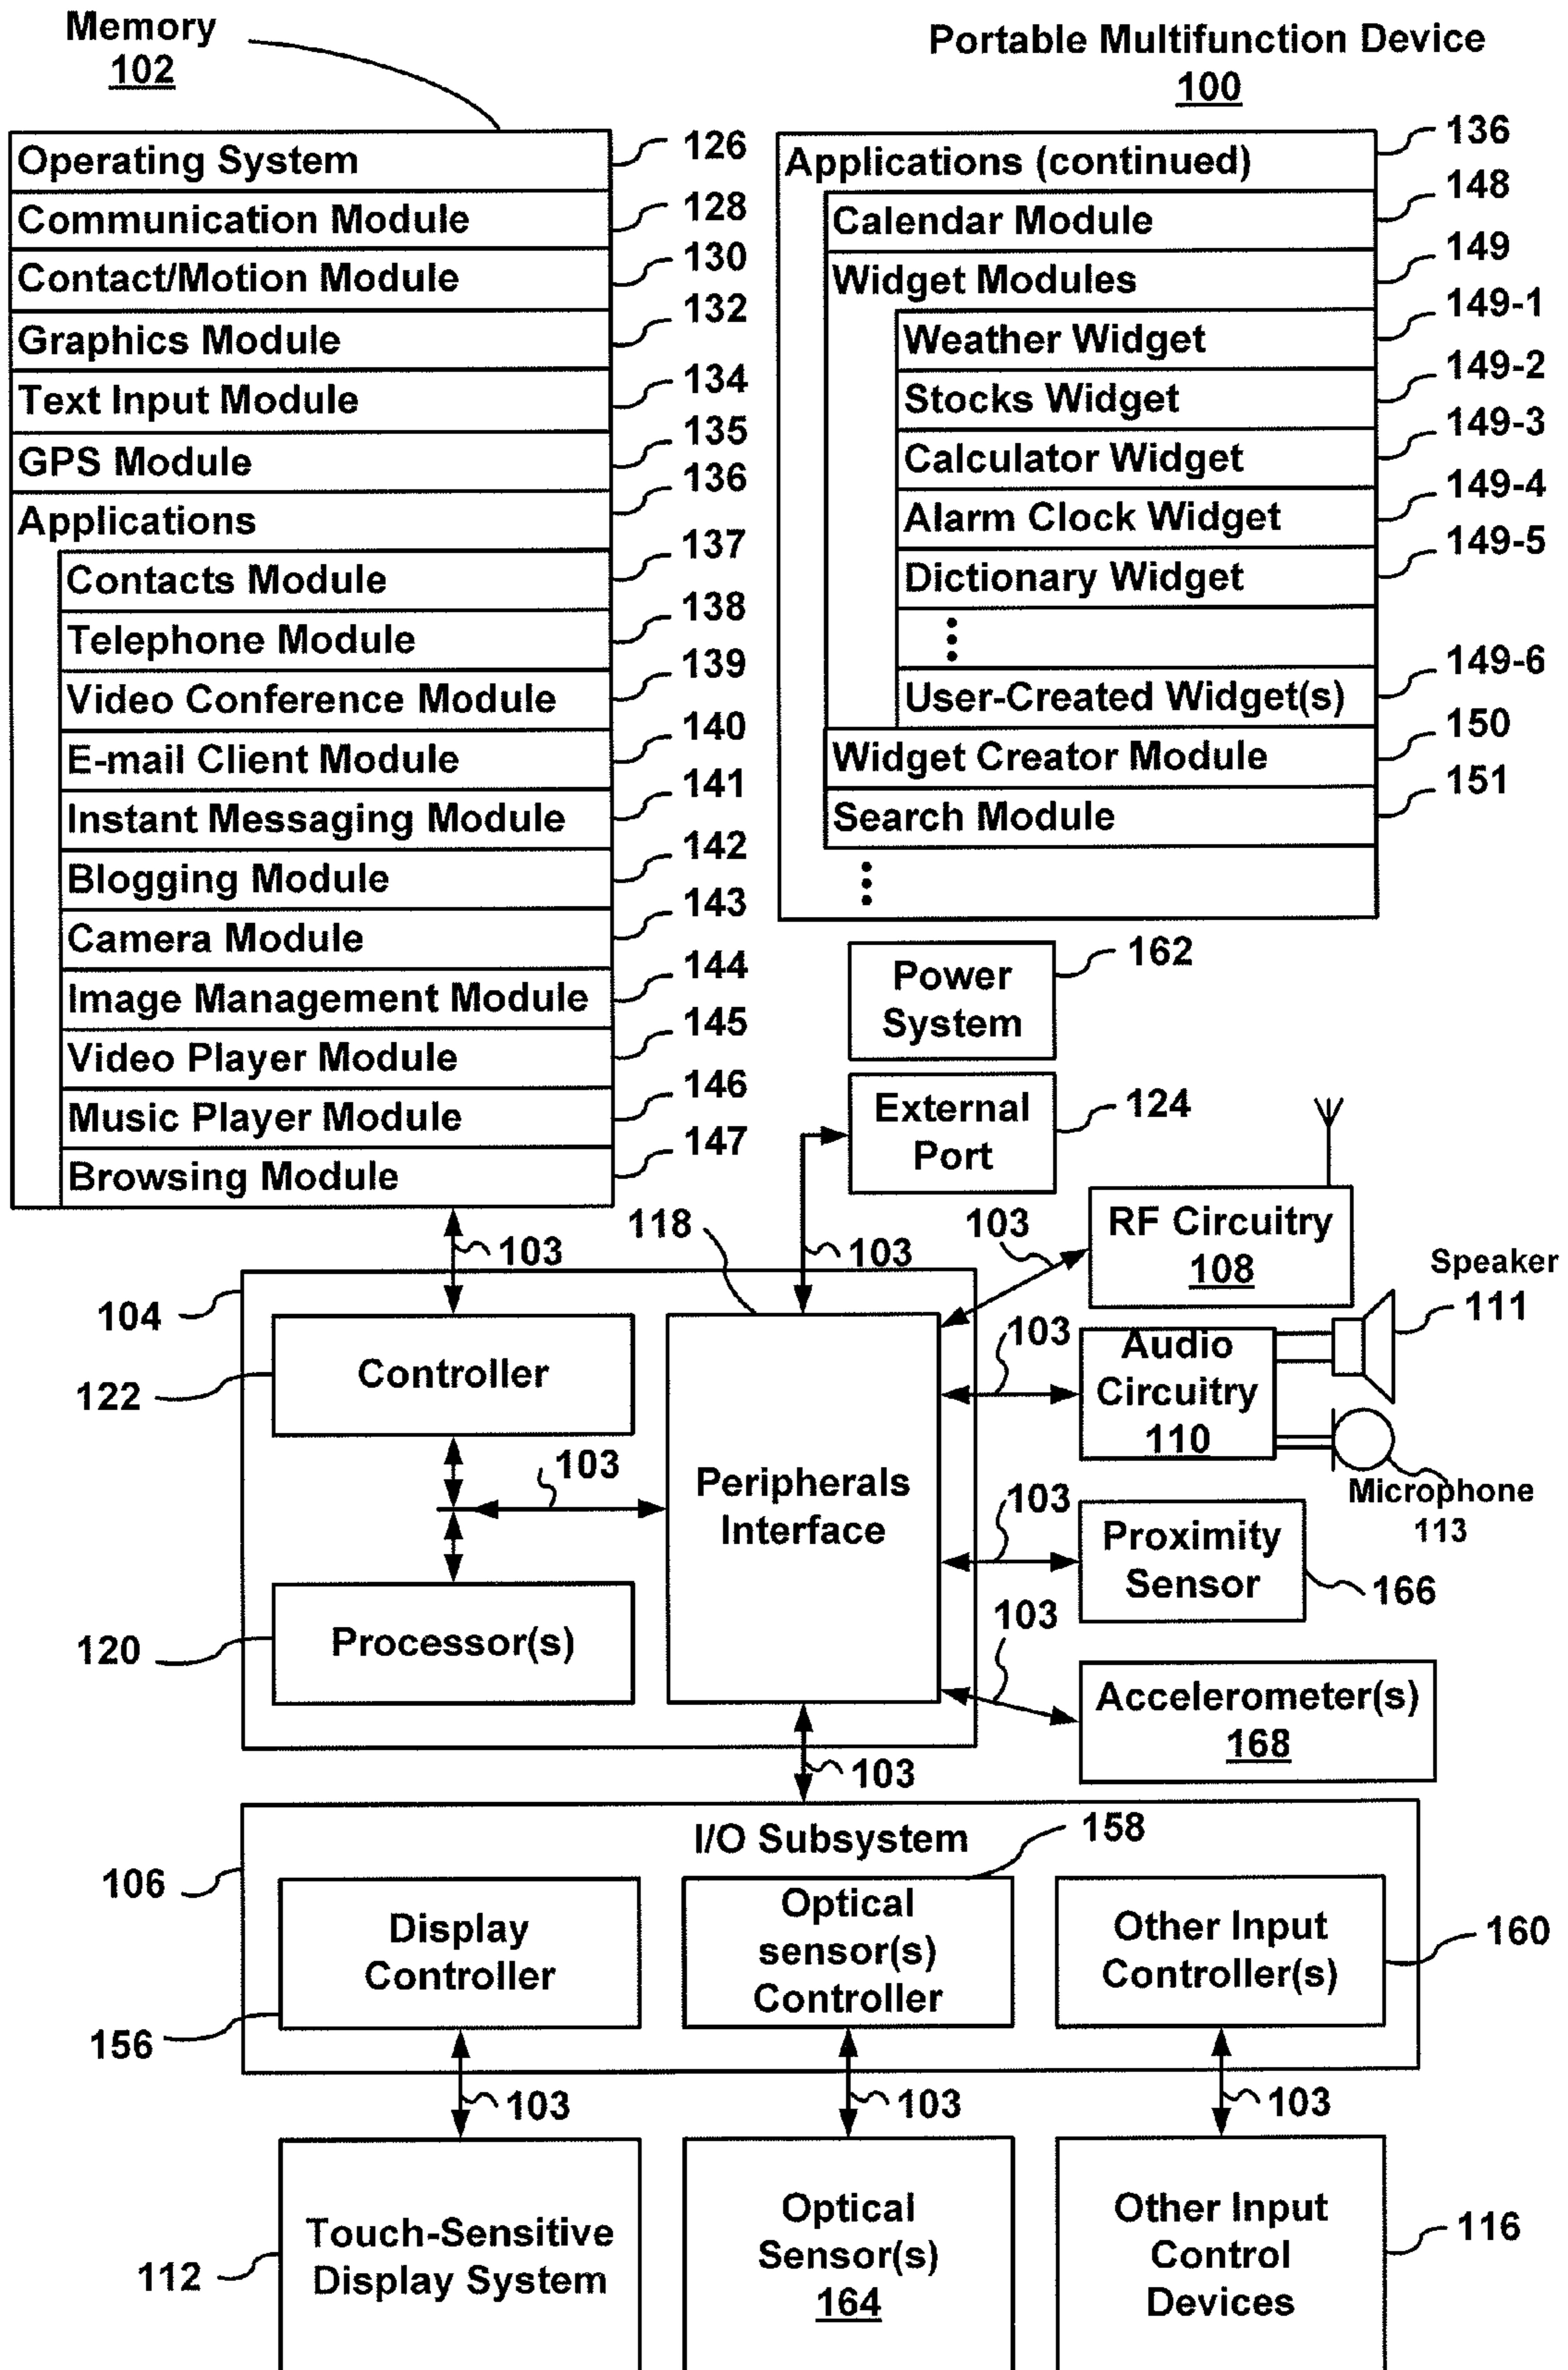 Memory
102
Portable Multifunction Device
100
Operating System
126
Communication Module
128
Contact/Motion Module
130
Graphics Module
132
Text Input Module
134
GPS Module
135
Applications
136
Contacts Module
137
Telephone Module
138
Video Conference Module
139
E-mail Client Module
140
Instant Messaging Module
141
Blogging Module
142
Camera Module
143
Image Management Module
144
Video Player Module
145
Music Player Module
146
Browsing Module
147
Applications (continued)
136
Calendar Module
148
Widget Modules
149
Weather Widget
149-1
Stocks Widget
149-2
Calculator Widget
149-3
Alarm Clock Widget
149-4
Dictionary Widget
149-5
User-Created Widget(s)
149-6
Widget Creator Module
150
Search Module
151
Power
System
162
External
Port
124
103
118
103
103
RF Circuitry
108
Speaker
111
104
Controller
122
103
Audio
Circuitry
110
Microphone
113
103
Peripherals
Interface
103
Proximity
Sensor
166
Processor(s)
120
103
Accelerometer(s)
168
103
I/O Subsystem
106
158
Display
Controller
156
Optical
sensor(s)
Controller
Other Input
Controller(s)
160
103
103
103
Touch-Sensitive
Display System
112
Optical
Sensor(s)
164
Other Input
Control
Devices
116